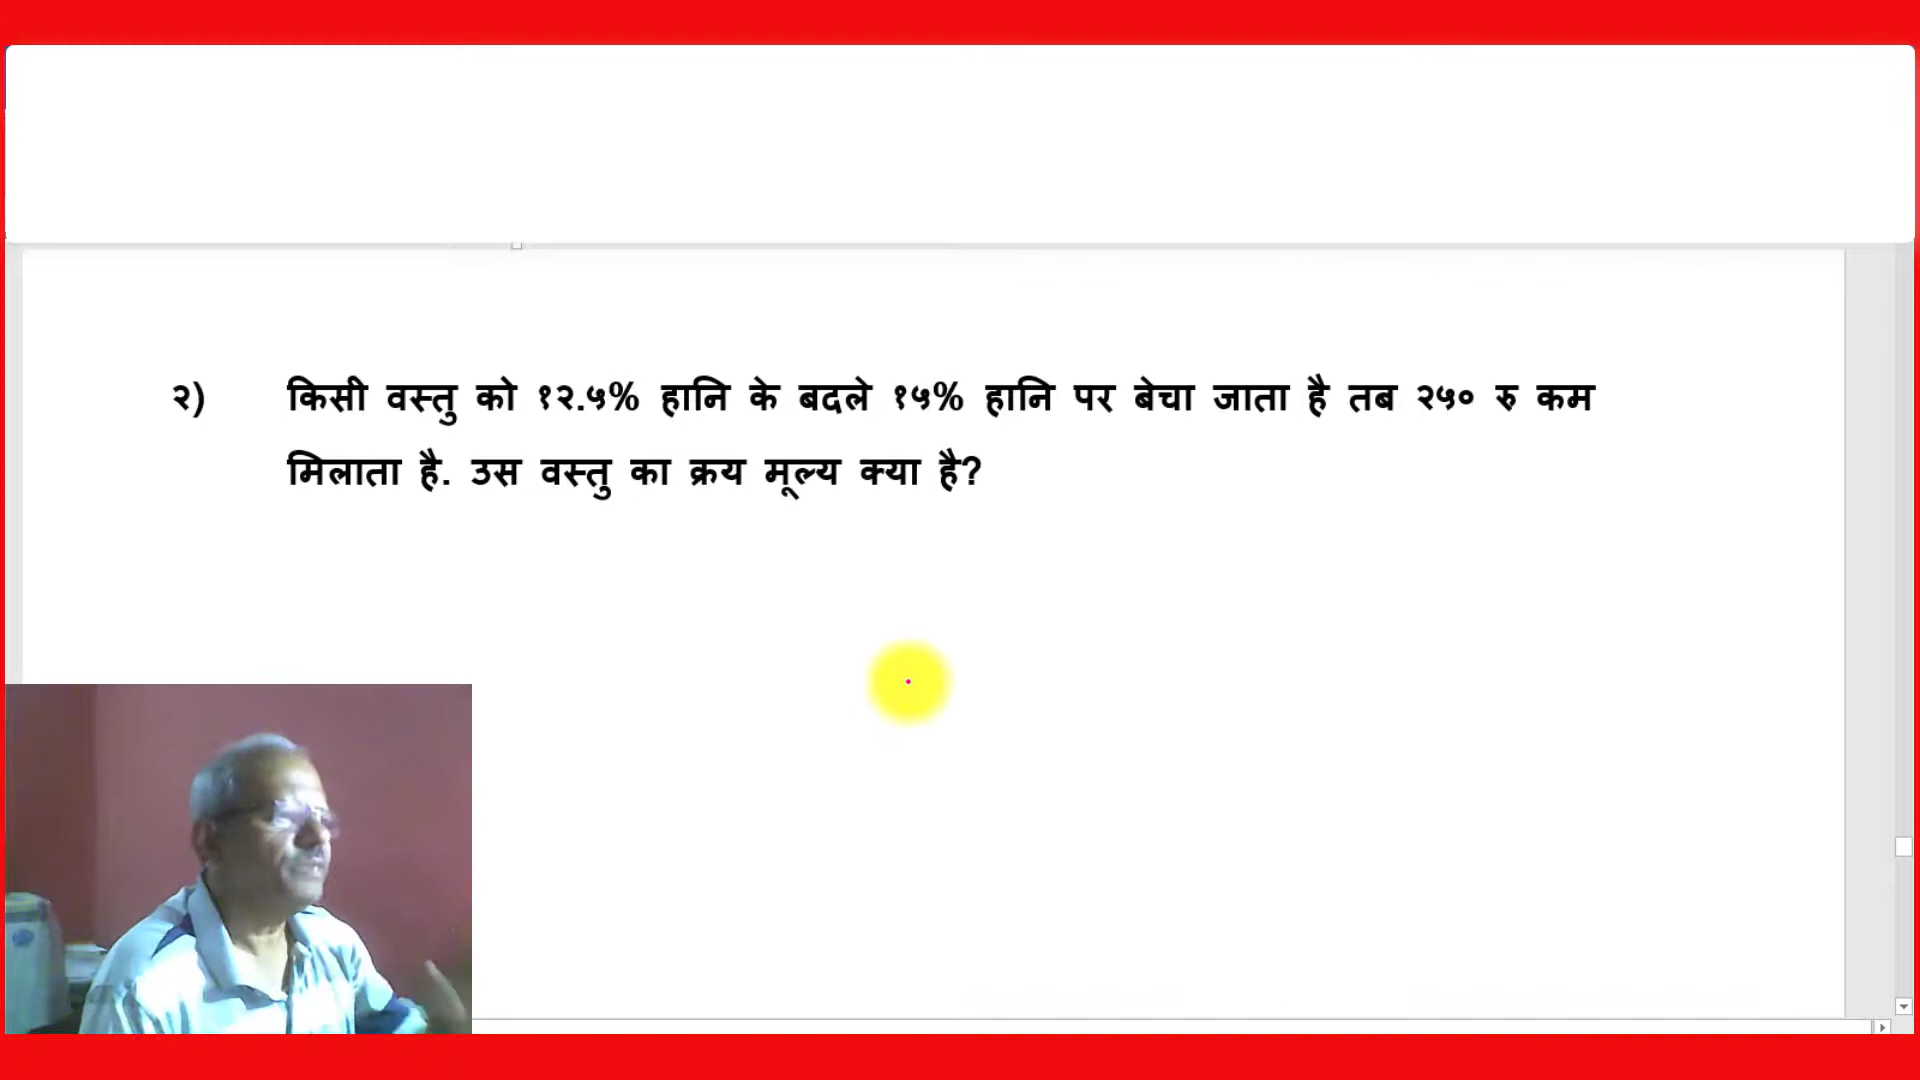 २) किसी वस्तु को १२.५% हानि के बदले १५% हानि पर बेचा जाता है तब २५० रु कम
मिलाता है. उस वस्तु का क्रय मूल्य क्या है?